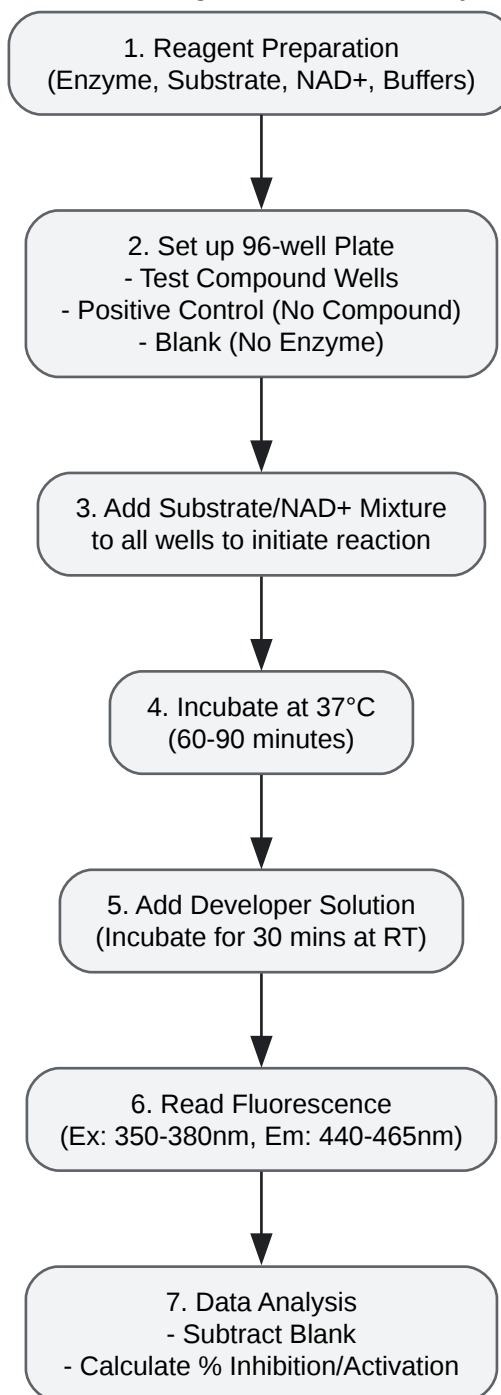 1. Reagent Preparation
(Enzyme, Substrate, NAD+, Buffers)
2. Set up 96-well Plate
- Test Compound Wells
- Positive Control (No Compound)
- Blank (No Enzyme)
3. Add Substrate/NAD+ Mixture
to all wells to initiate reaction
4. Incubate at 37°C
(60-90 minutes)
5. Add Developer Solution
(Incubate for 30 mins at RT)
6. Read Fluorescence
(Ex: 350-380nm, Em: 440-465nm)
7. Data Analysis
- Subtract Blank
- Calculate % Inhibition/Activation